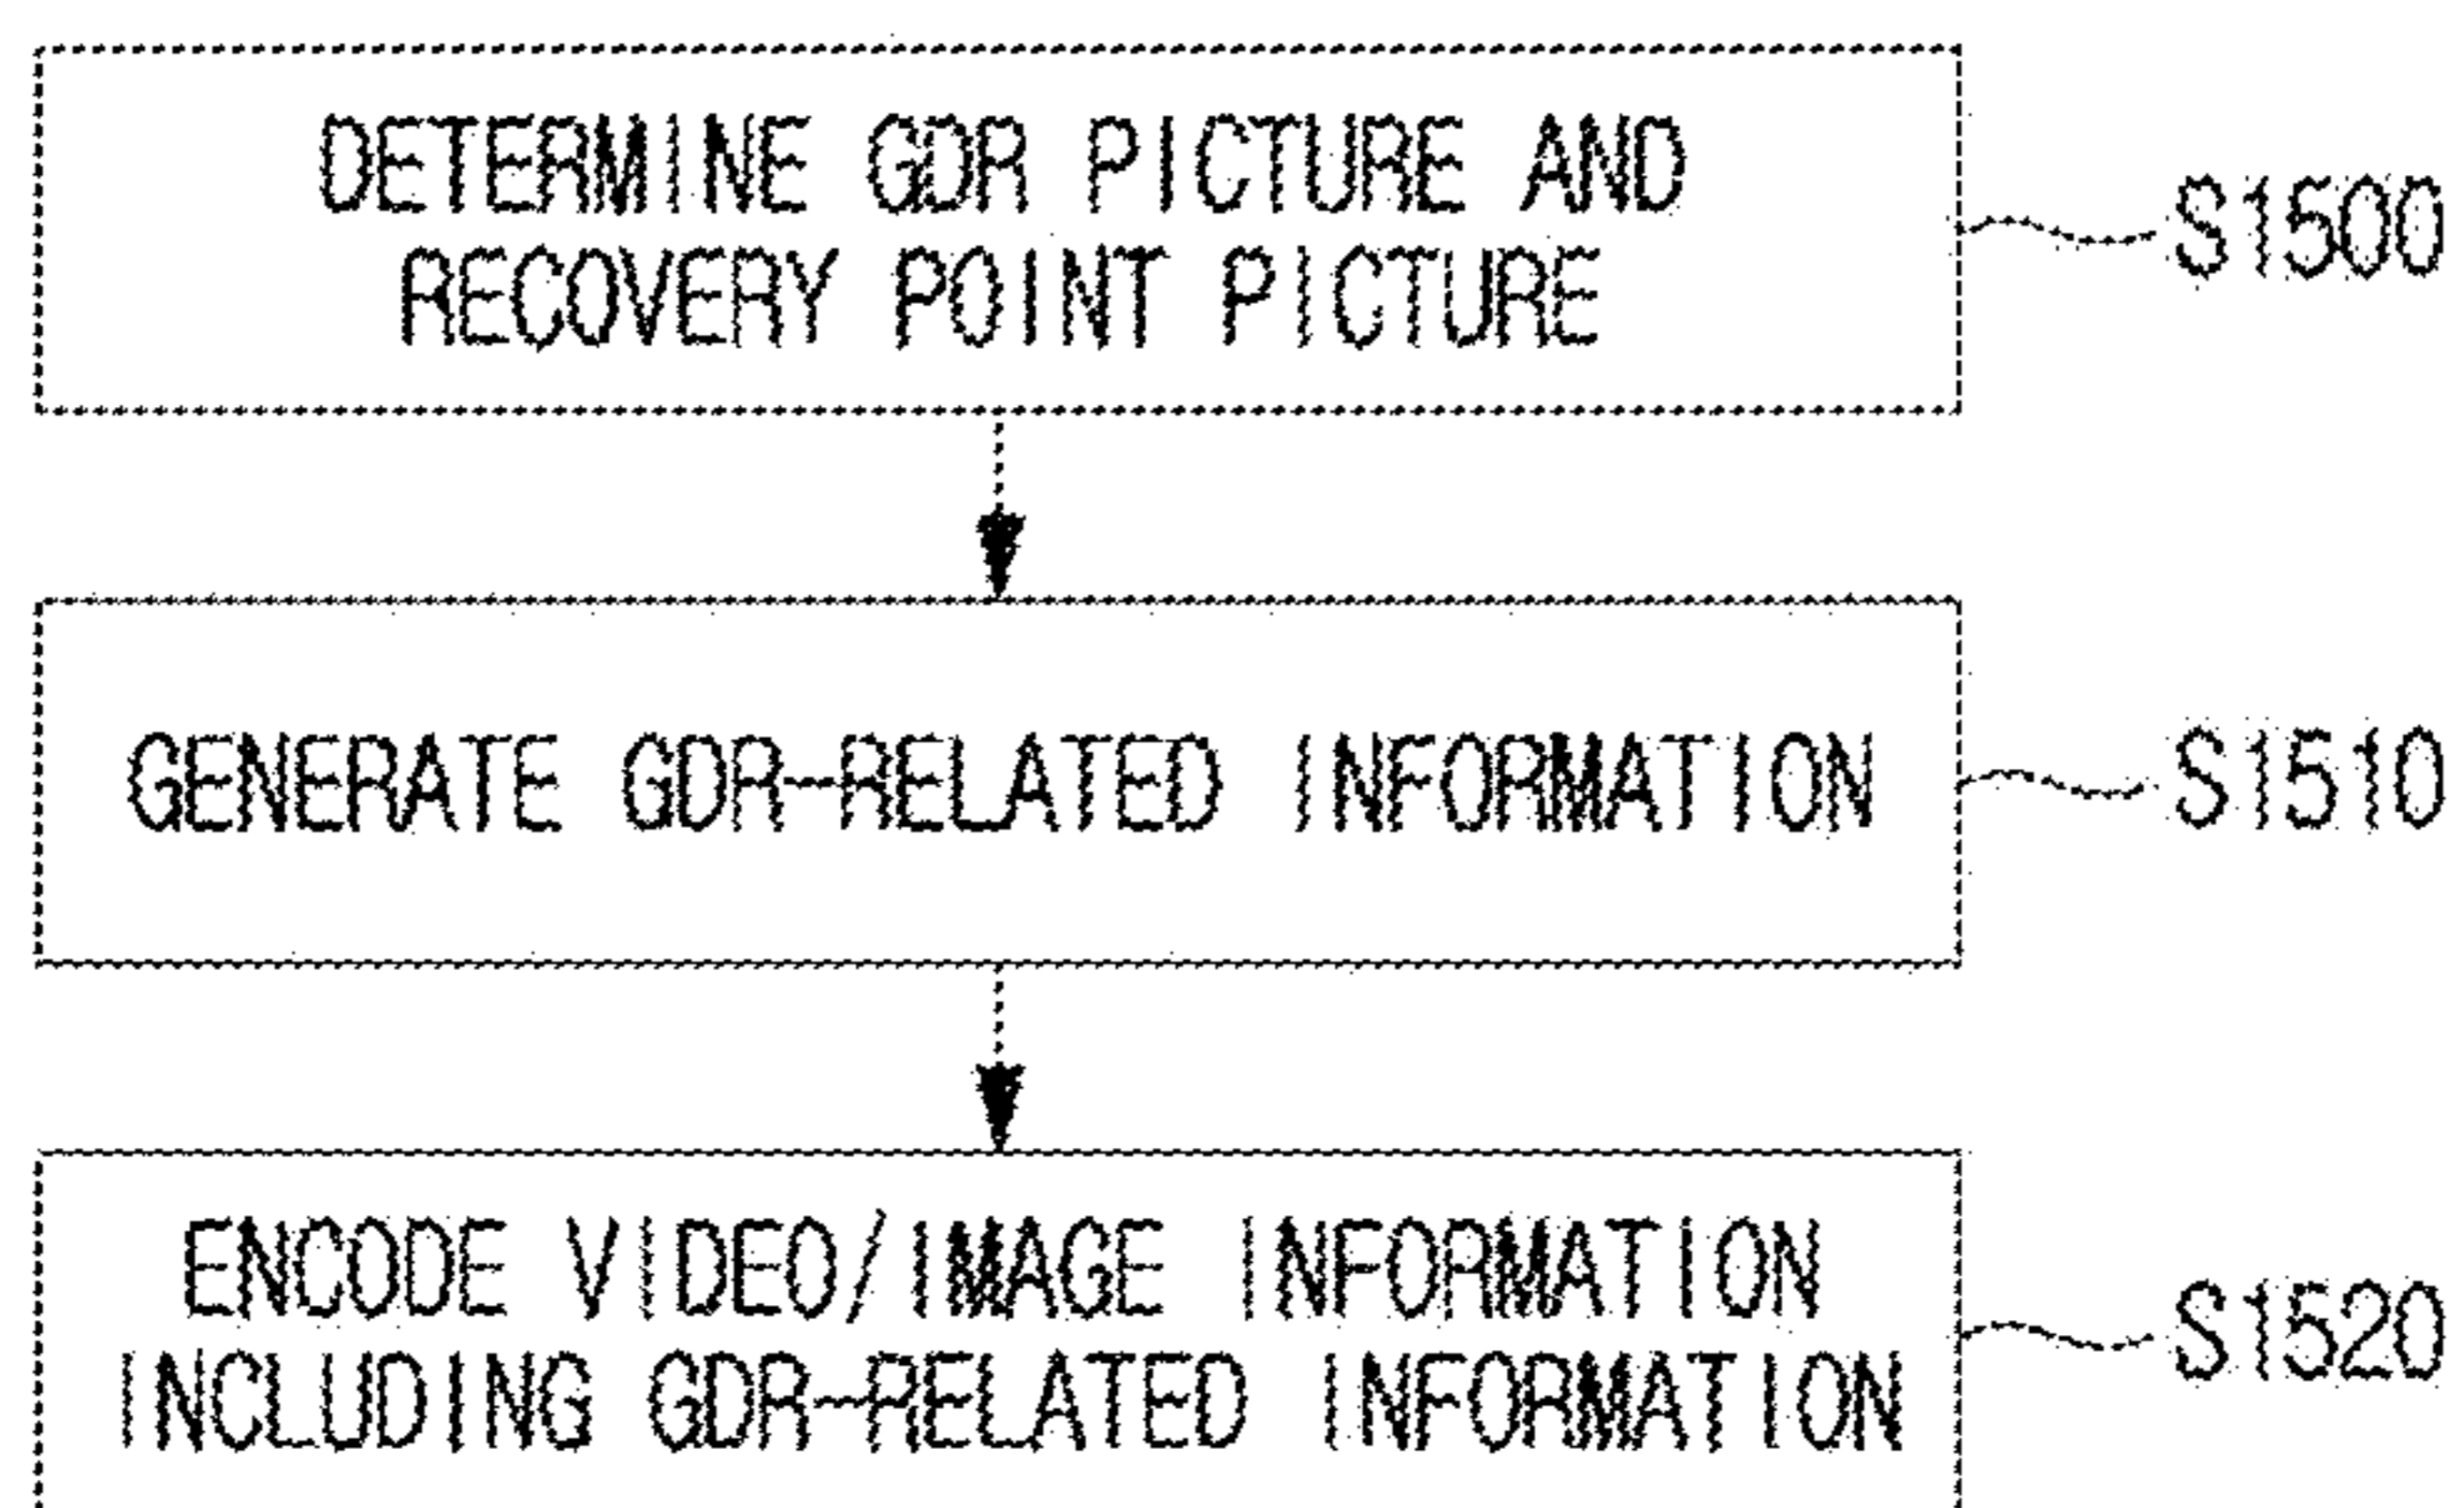 DETERMINE GDR PICTURE AND
RECOVERY POINT PICTURE
S1500
GENERATE GDR-RELATED INFORMATION
S1510
ENCODE VIDEO/IMAGE INFORMATION
INCLUDING GDR-RELATED INFORMATION
S1520